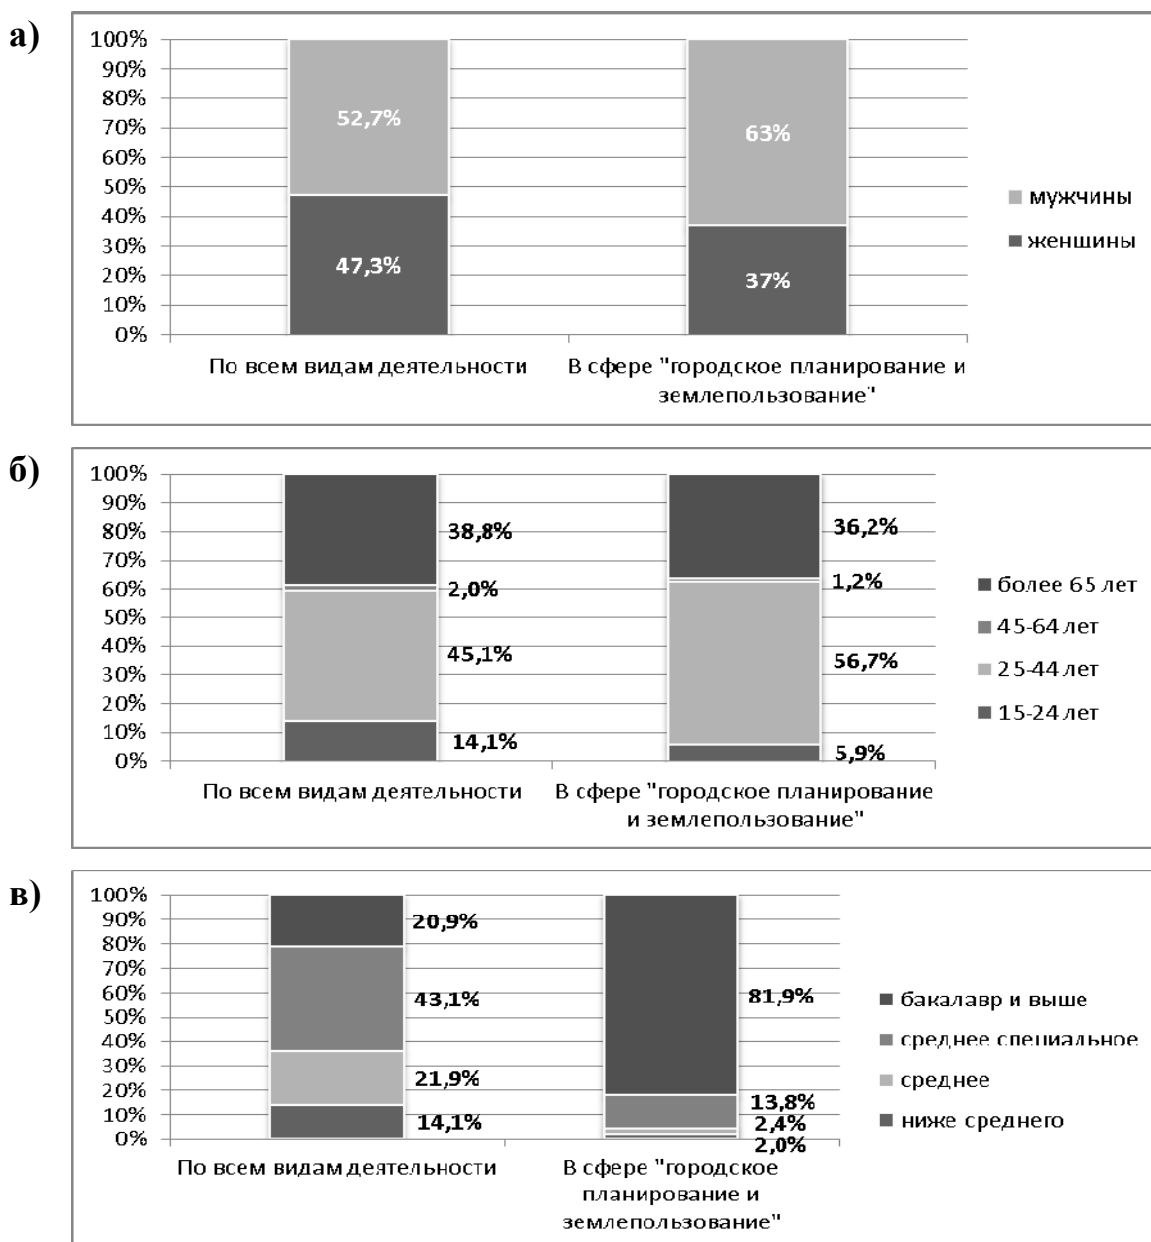 а)
100%
90%
80%
70%
60%
50%
40%
30%
20%
10%
0%
52,7%
47,3%
63%
37%
мужчины
женщины
По всем видам деятельности
В сфере "городское планирование и
землепользование"
б)
100%
90%
80%
70%
60%
50%
40%
30%
20%
10%
0%
38,8%
2,0%
45,1%
14,1%
36,2%
1,2%
56,7%
5,9%
более 65 лет
45-64 лет
25-44 лет
15-24 лет
По всем видам деятельности
В сфере "городское планирование
и землепользование"
в)
100%
90%
80%
70%
60%
50%
40%
30%
20%
10%
0%
20,9%
43,1%
21,9%
14,1%
81,9%
13,8%
2,4%
2,0%
бакалавр и выше
среднее специальное
среднее
ниже среднего
По всем видам деятельности
В сфере "городское
планирование и
землепользование"